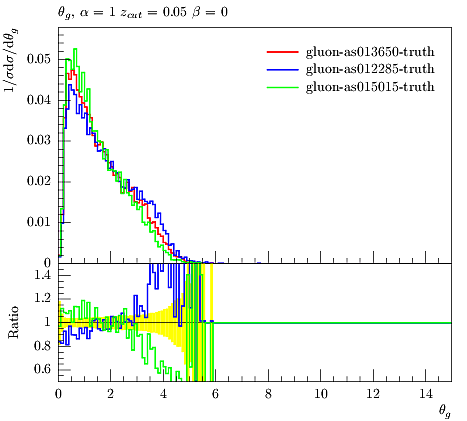 θg, α = 1 zcut = 0.05 β = 0
1/σdσ/dθg
gluon-as013650-truth
gluon-as012285-truth
gluon-as015015-truth
0.05
0.04
0.03
0.02
0.01
0
Ratio
1.4
1.2
1
0.8
0.6
0 2 4 6 8 10 12 14
θg